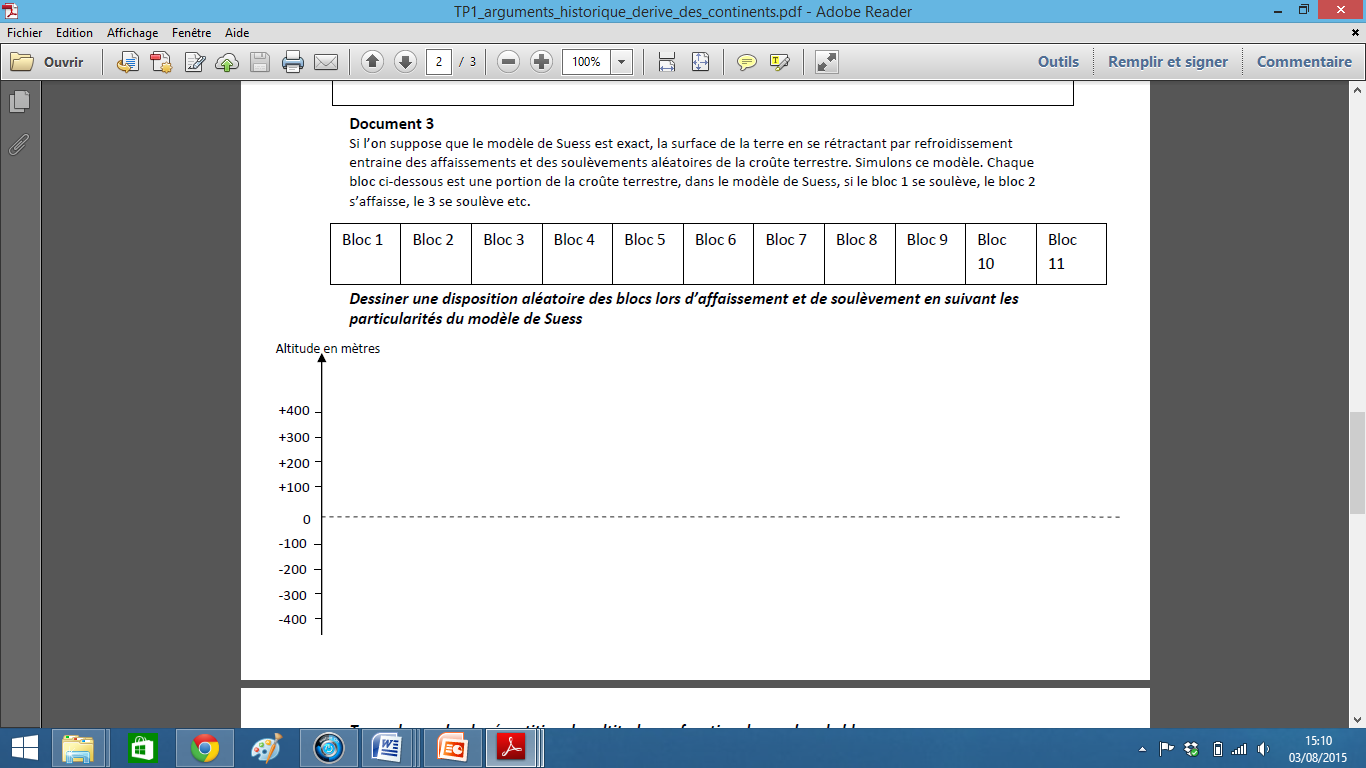 TP1_arguments_historique_derive_des_continents.pdf - Adobe Reader
Fichier Edition Affichage Fenêtre Aide
Ouvrir 2 / 3 100% Outils Remplir et signer Commentaire
Document 3
Si l’on suppose que le modèle de Suess est exact, la surface de la terre en se rétractant par refroidissement
entraine des affaissements et des soulèvements aléatoires de la croûte terrestre. Simulons ce modèle. Chaque
bloc ci-dessous est une portion de la croûte terrestre, dans le modèle de Suess, si le bloc 1 se soulève, le bloc 2
s’affaisse, le 3 se soulève etc.
Bloc 1 Bloc 2 Bloc 3 Bloc 4 Bloc 5 Bloc 6 Bloc 7 Bloc 8 Bloc 9 Bloc Bloc
10 11
Dessiner une disposition aléatoire des blocs lors d’affaissement et de soulèvement en suivant les
particularités du modèle de Suess
Altitude en mètres
+400
+300
+200
+100
0
-100
-200
-300
-400
15:10
03/08/2015